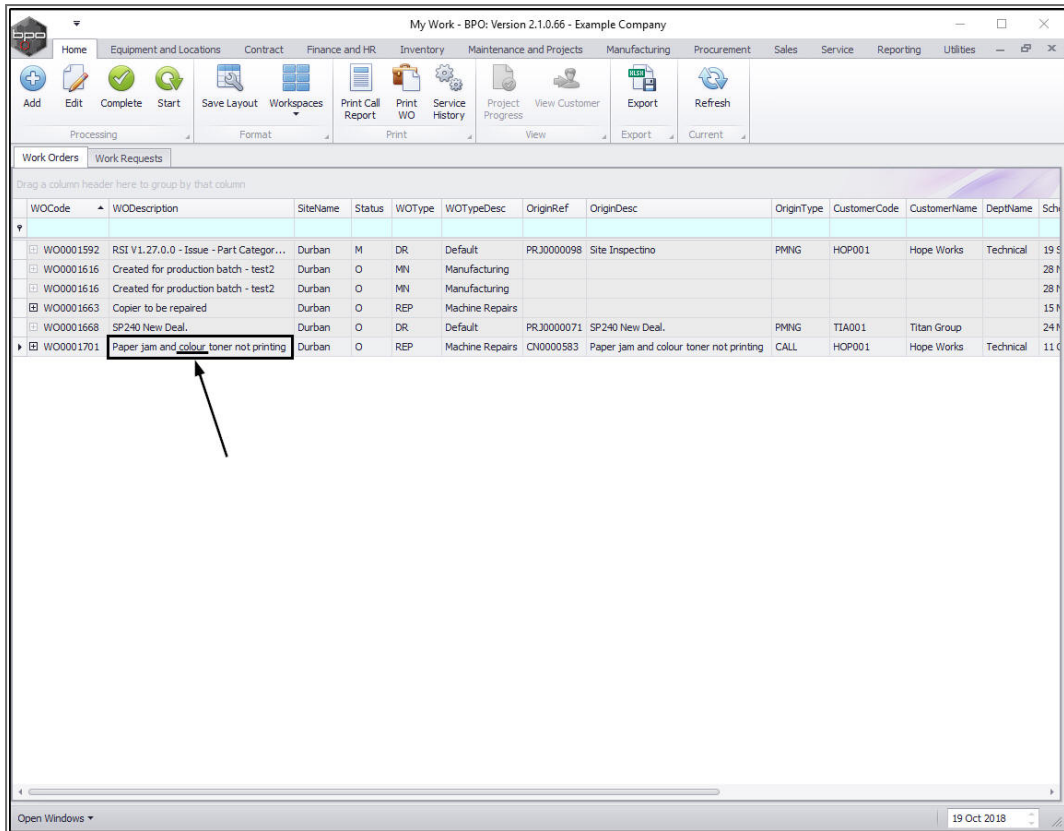 My Work - BPO: Version 2.1.0.66 - Example Company
bpo
Home Equipment and Locations Contract Finance and HR Inventory Maintenance and Projects Manufacturing Procurement Sales Service Reporting Utilities
Add Edit Complete Start Save Layout Workspaces Print Call Report Print WO Service History Project Progress View Customer Export Refresh
Processing Format Print View Export Current
Work Orders Work Requests
Drag a column header here to group by that column
WOCode WODescription SiteName Status WOType WOTypeDesc OriginRef OriginDesc OriginType CustomerCode CustomerName DeptName
WO0001592 RSI V1.27.0.0 - Issue - Part Categor... Durban M DR Default PRJ0000098 Site Inspectino PMNG HOP001 Hope Works Technical 19
WO0001616 Created for production batch - test2 Durban O MN Manufacturing 28
WO0001616 Created for production batch - test2 Durban O MN Manufacturing 28
WO0001663 Copier to be repaired Durban O REP Machine Repairs 15
WO0001668 SP240 New Deal. Durban O DR Default PRJ0000071 SP240 New Deal. PMNG TIA001 Titan Group 24
WO0001701 Paper jam and colour toner not printing Durban O REP Machine Repairs CN0000583 Paper jam and colour toner not printing CALL HOP001 Hope Works Technical 11
Open Windows 19 Oct 2018